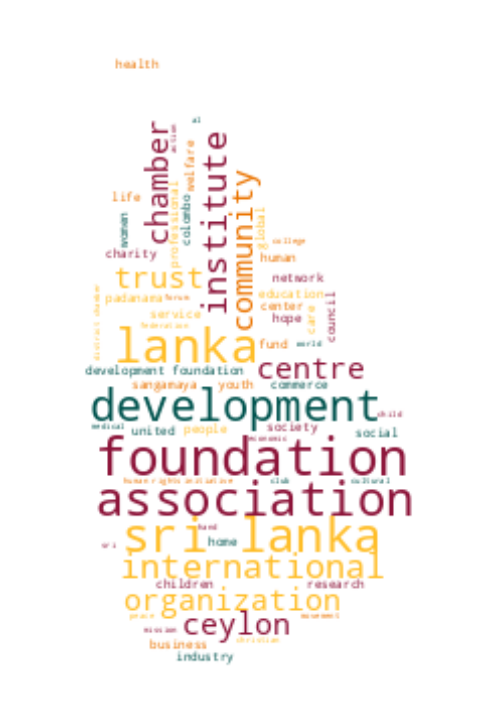 health
al
chamber
action
institute
welfare
community
professional
life
colombo
women
global
college
charity
human
trust
network
padanama
forum
education
district chamber
center
service
hope
care
council
federation
lanka
fund
world
development foundation
centre
sangamaya
youth
commerce
development
child
medical
united
people
society
social
economic
foundation
human rights initiative
club
cultural
association
hand
sri lanka
sri
home
international
children
research
organization
peace
movement
mission
ceylon
christian
business
industry